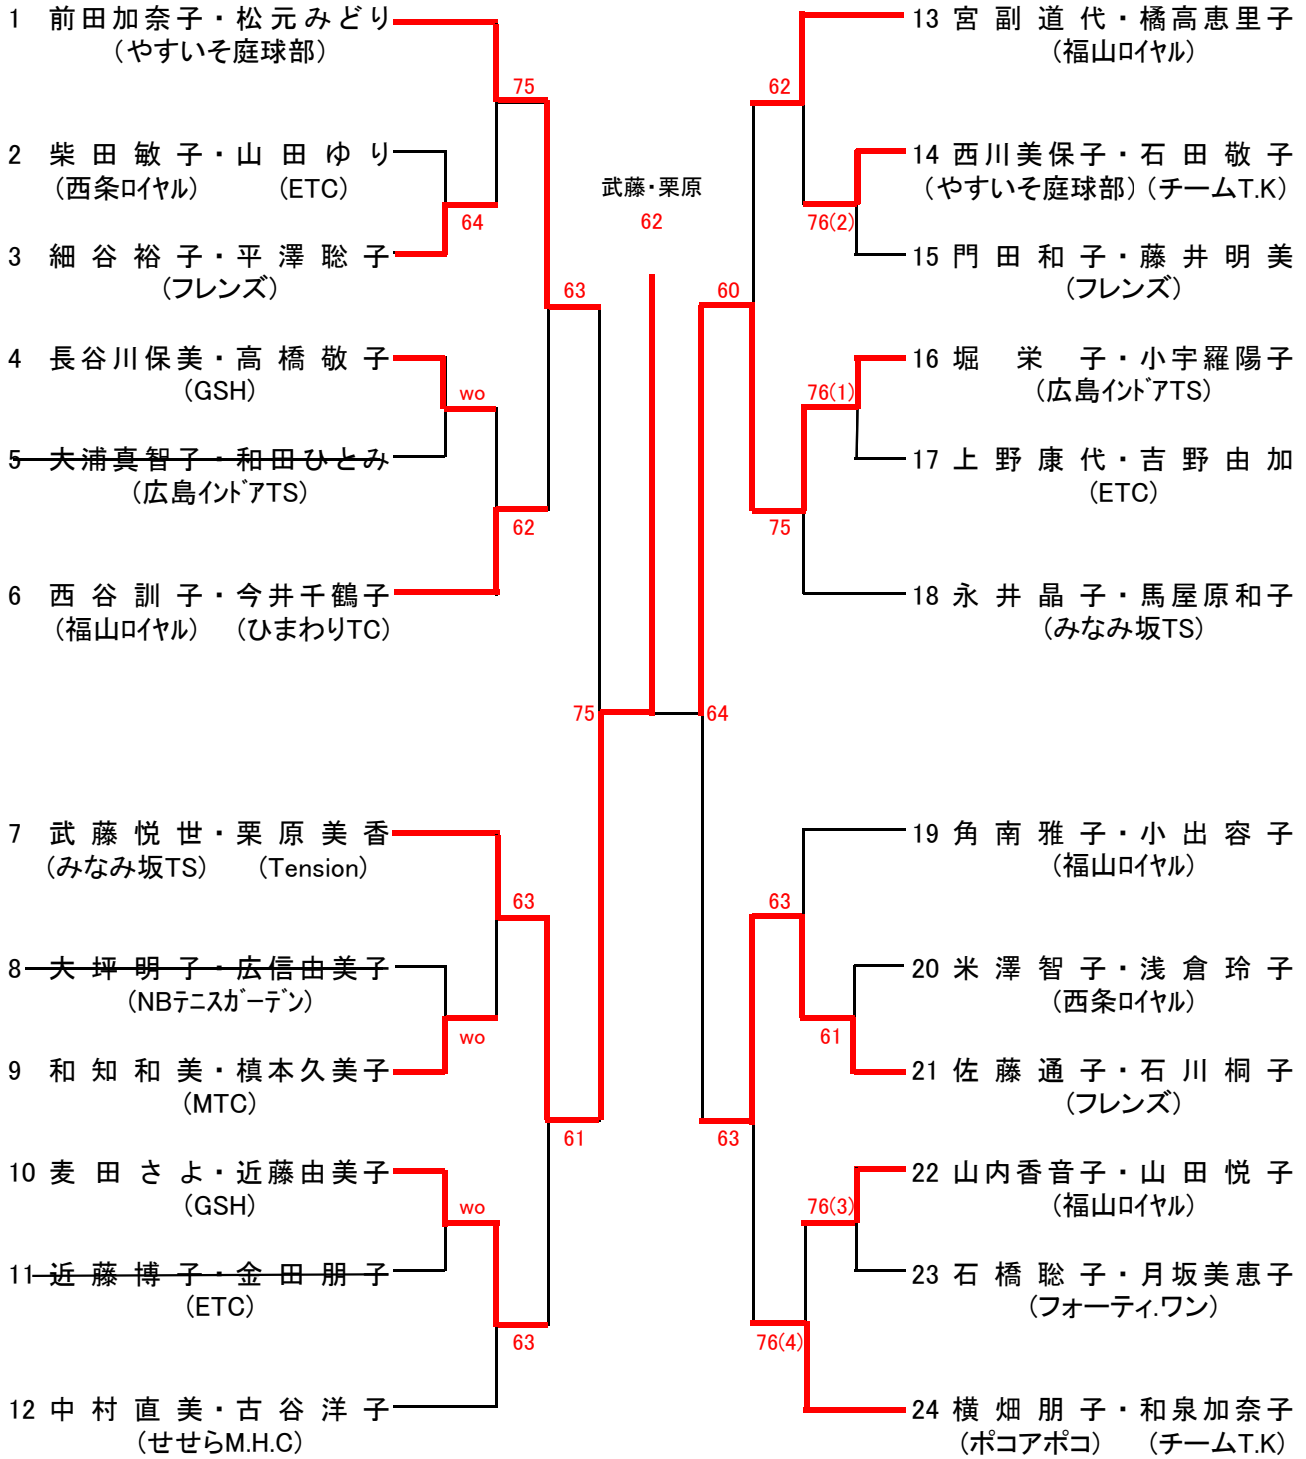 1 前田加奈子・松元みどり
(やすいそ庭球部)
75
2 柴田敏子・山田ゆり
(西条ロイヤル) (ETC)
64
3 細谷裕子・平澤聡子
(フレンズ)
63
4 長谷川保美・高橋敬子
(GSH)
wo
5 大浦真智子・和田ひとみ
(広島インドアTS)
62
6 西谷訓子・今井千鶴子
(福山ロイヤル) (ひまわりTC)
75
7 武藤悦世・栗原美香
(みなみ坂TS) (Tension)
63
8 大坪明子・広信由美子
(NBテニスガーデン)
wo
9 和知和美・槙本久美子
(MTC)
61
10 麦田さよ・近藤由美子
(GSH)
wo
11 近藤博子・金田朋子
(ETC)
63
12 中村直美・古谷洋子
(せせらM.H.C)
武藤・栗原
62
13 宮副道代・橘高恵里子
(福山ロイヤル)
62
14 西川美保子・石田敬子
(やすいそ庭球部) (チームT.K)
76(2)
15 門田和子・藤井明美
(フレンズ)
60
16 堀栄子・小宇羅陽子
(広島インドアTS)
76(1)
17 上野康代・吉野由加
(ETC)
75
18 永井晶子・馬屋原和子
(みなみ坂TS)
64
19 角南雅子・小出容子
(福山ロイヤル)
63
20 米澤智子・浅倉玲子
(西条ロイヤル)
61
21 佐藤通子・石川桐子
(フレンズ)
63
22 山内香音子・山田悦子
(福山ロイヤル)
76(3)
23 石橋聡子・月坂美恵子
(フォーティ.ワン)
76(4)
24 横畑朋子・和泉加奈子
(ポコアポコ) (チームT.K)